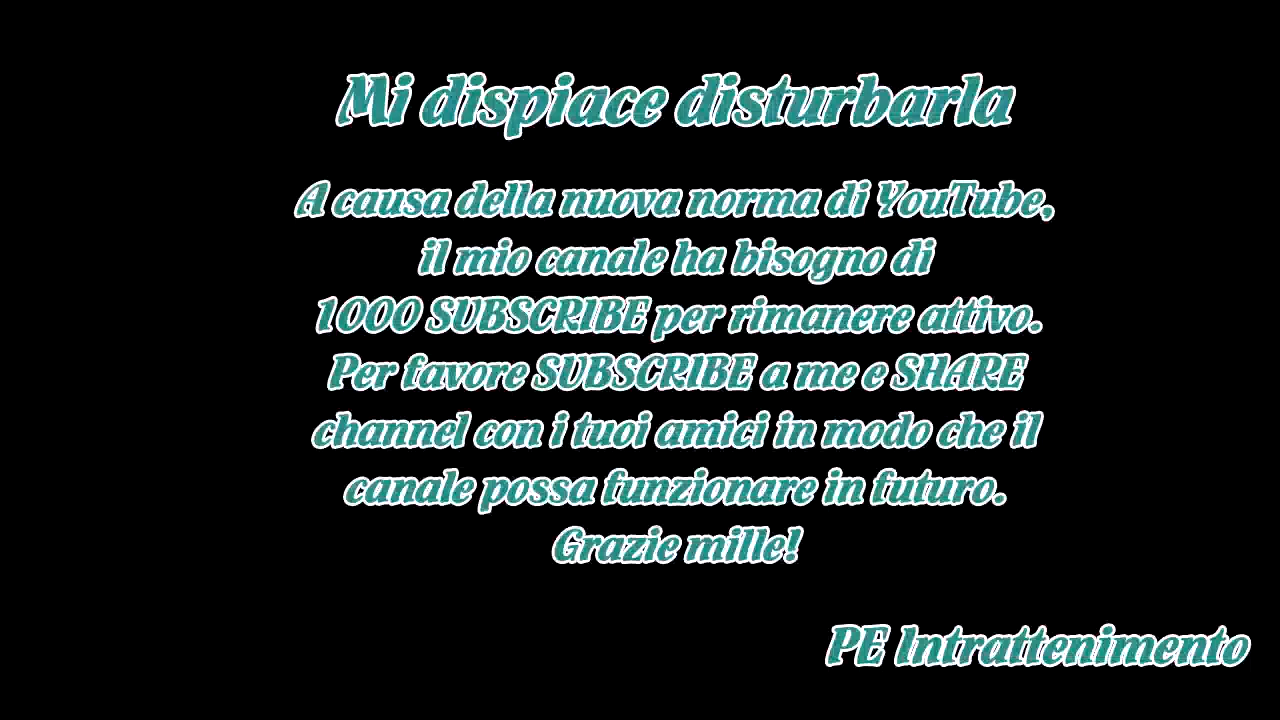 Mi dispiace disturbarla
A causa della nuova norma di YouTube,
il mio canale ha bisogno di
1000 SUBSCRIBE per rimanere attivo.
Per favore SUBSCRIBE a me e SHARE
channel con i tuoi amici in modo che il
canale possa funzionare in futuro.
Grazie mille!
PE Intrattenimento